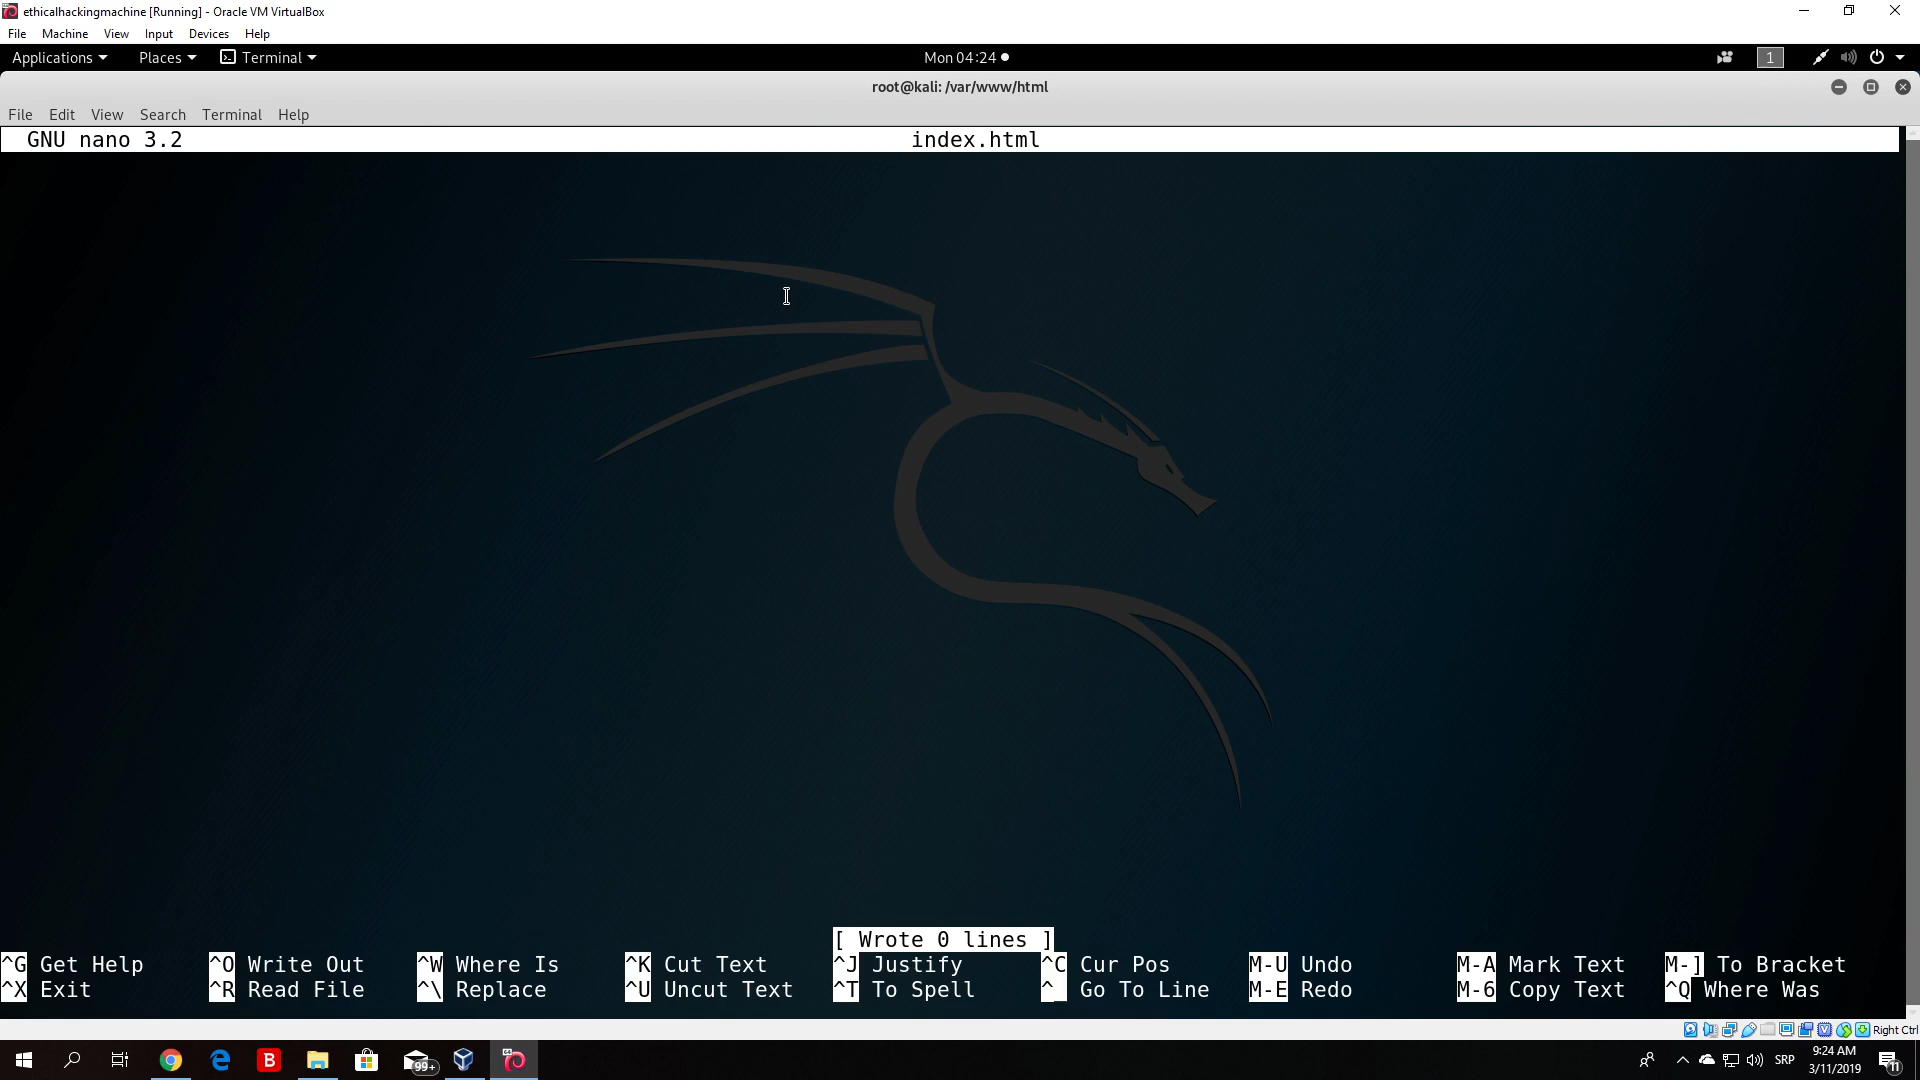 ethicalhackingmachine [Running] - Oracle VM VirtualBox
File Machine View Input Devices Help
Applications Places Terminal Mon 04:24 1
root@kali: /var/www/html
File Edit View Search Terminal Help
GNU nano 3.2 index.html
[ Wrote 0 lines ]
^G Get Help ^O Write Out ^W Where Is ^K Cut Text ^J Justify ^C Cur Pos M-U Undo M-A Mark Text M-] To Bracket
^X Exit ^R Read File ^\ Replace ^U Uncut Text ^T To Spell ^_ Go To Line M-E Redo M-6 Copy Text ^Q Where Was
Right Ctrl
99+ SRP 9:24 AM
3/11/2019 11